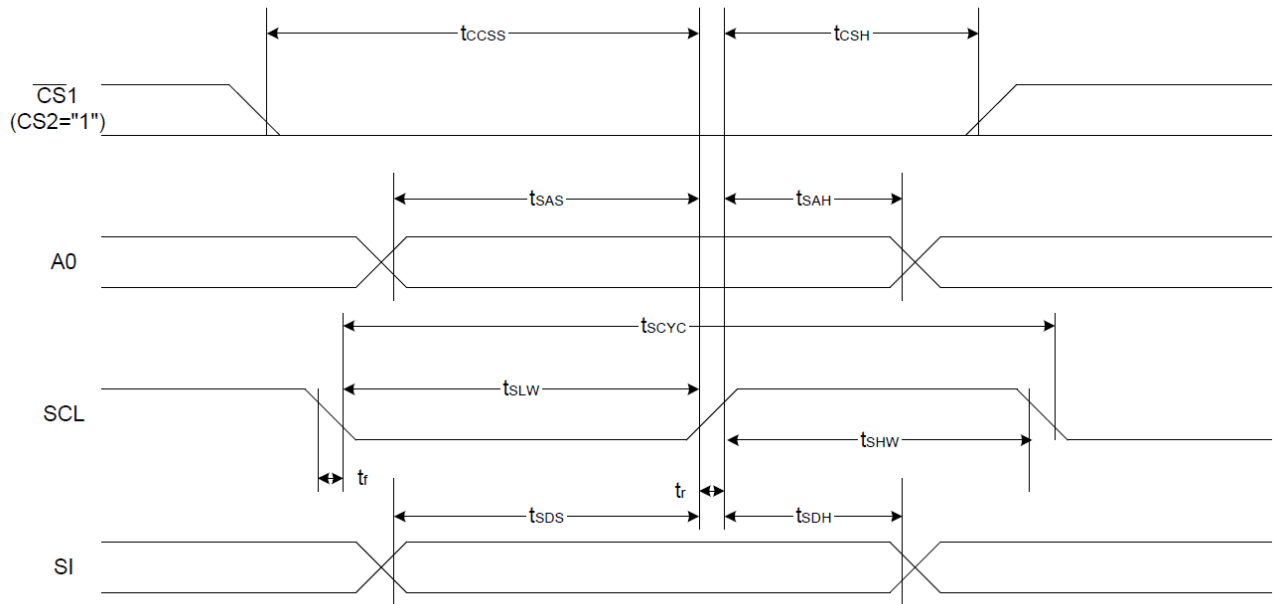 tCCSS
tCSH
CS1
(CS2="1")
tSAS
tSAH
A0
tSCYC
tSLW
SCL
tSHW
tf
tr
tSDS
tSDH
SI